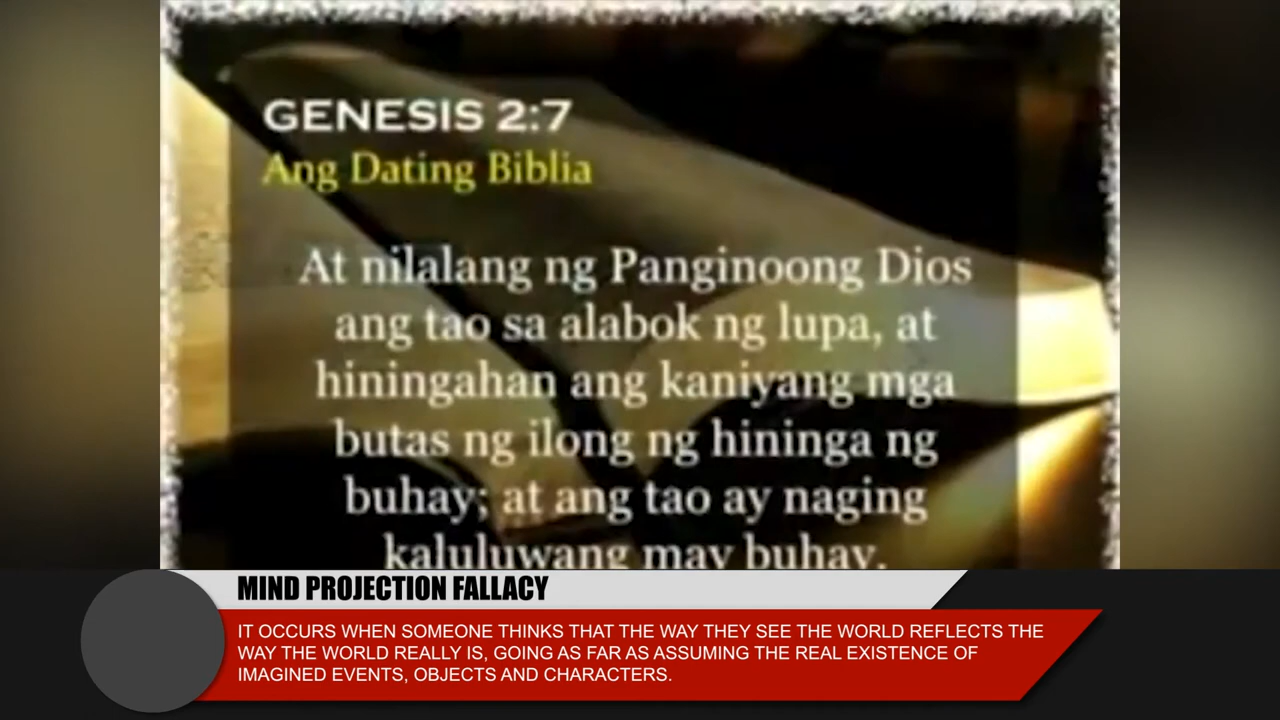 GENESIS 2:7
Ang Dating Biblia
At nilalang ng Panginoong Dios
ang tao sa alabok ng lupa, at
hiningahan ang kaniyang mga
butas ng ilong ng hininga ng
buhay; at ang tao ay naging
kaluluwang may buhay.
MIND PROJECTION FALLACY
IT OCCURS WHEN SOMEONE THINKS THAT THE WAY THEY SEE THE WORLD REFLECTS THE
WAY THE WORLD REALLY IS, GOING AS FAR AS ASSUMING THE REAL EXISTENCE OF
IMAGINED EVENTS, OBJECTS AND CHARACTERS.